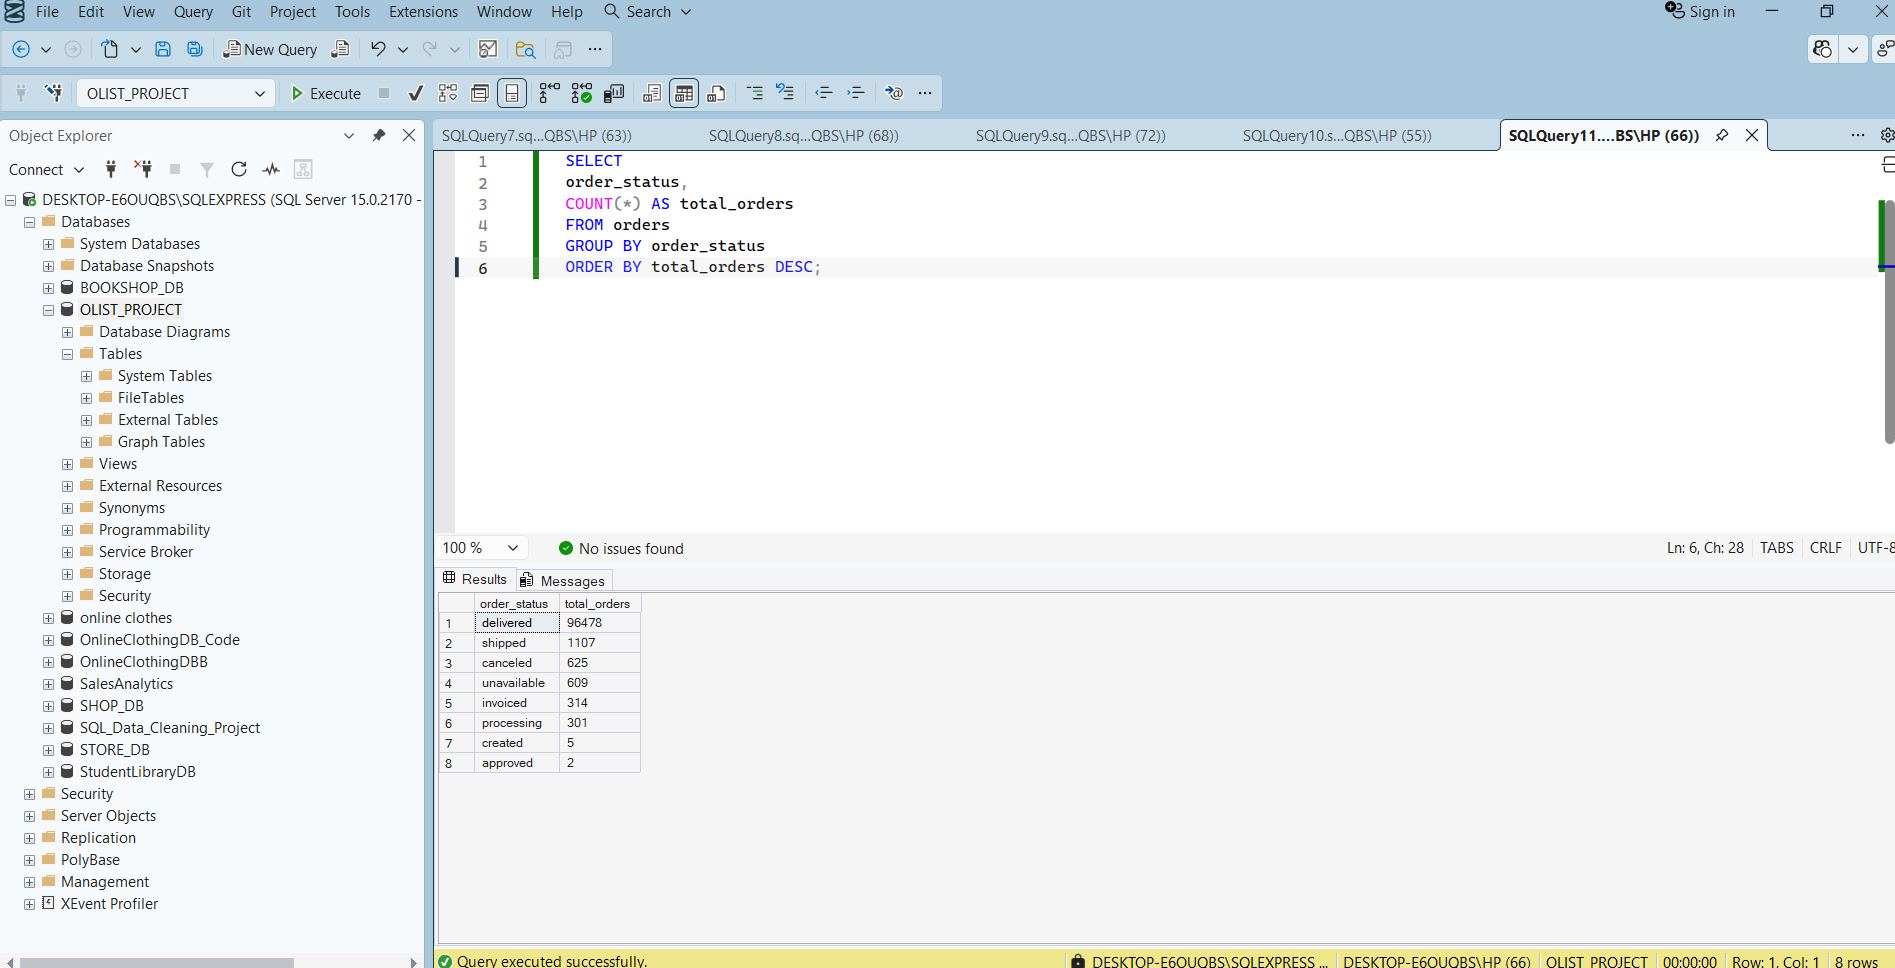 File Edit View Query Git Project Tools Extensions Window Help Search Sign in
New Query
OLIST_PROJECT Execute
Object Explorer
Connect
DESKTOP-E6OUQBS\SQLEXPRESS (SQL Server 15.0.2170 -
Databases
System Databases
Database Snapshots
BOOKSHOP_DB
OLIST_PROJECT
Database Diagrams
Tables
System Tables
FileTables
External Tables
Graph Tables
Views
External Resources
Synonyms
Programmability
Service Broker
Storage
Security
online clothes
OnlineClothingDB_Code
OnlineClothingDBB
SalesAnalytics
SHOP_DB
SQL_Data_Cleaning_Project
STORE_DB
StudentLibraryDB
Security
Server Objects
Replication
PolyBase
Management
XEvent Profiler
SQLQuery7.sq...QBS\HP (63)) SQLQuery8.sq...QBS\HP (68)) SQLQuery9.sq...QBS\HP (72)) SQLQuery10.s...QBS\HP (55)) SQLQuery11....BS\HP (66))
1 SELECT
2 order_status,
3 COUNT(*) AS total_orders
4 FROM orders
5 GROUP BY order_status
6 ORDER BY total_orders DESC;
100 % No issues found Ln: 6, Ch: 28 TABS CRLF UTF-8
Results Messages
order_status total_orders
1 delivered 96478
2 shipped 1107
3 canceled 625
4 unavailable 609
5 invoiced 314
6 processing 301
7 created 5
8 approved 2
Query executed successfully. DESKTOP-E6OUQBS\SQLEXPRESS ... DESKTOP-E6OUQBS\HP (66) OLIST_PROJECT 00:00:00 Row: 1, Col: 1 8 rows